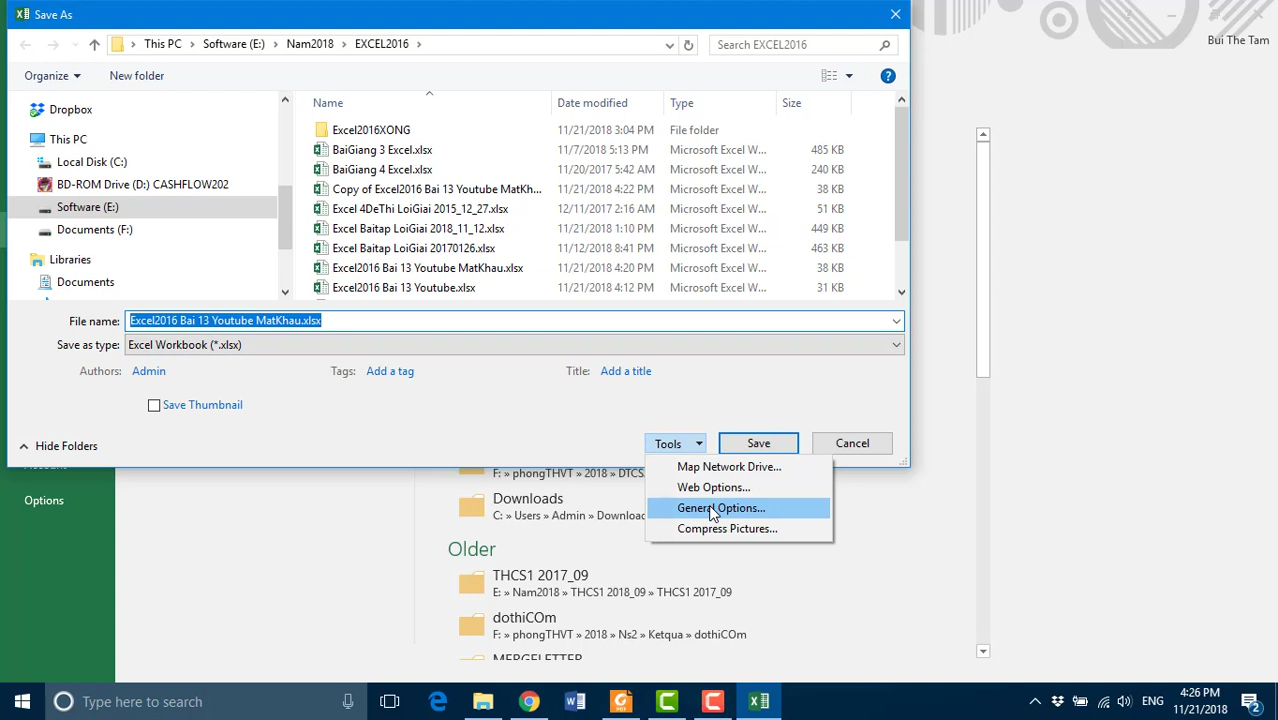 Save As
Bui The Tam
This PC › Software (E:) › Nam2018 › EXCEL2016 ›
Search EXCEL2016
Organize
New folder
Name
Date modified
Type
Size
Dropbox
This PC
Local Disk (C:)
BD-ROM Drive (D:) CASHFLOW202
Software (E:)
Documents (F:)
Libraries
Documents
Excel2016XONG 11/21/2018 3:04 PM File folder
BaiGiang 3 Excel.xlsx 11/7/2018 5:13 PM Microsoft Excel W... 485 KB
BaiGiang 4 Excel.xlsx 11/20/2017 5:42 AM Microsoft Excel W... 240 KB
Copy of Excel2016 Bai 13 Youtube MatKh... 11/21/2018 4:22 PM Microsoft Excel W... 38 KB
Excel 4DeThi LoiGiai 2015_12_27.xlsx 12/11/2017 2:16 AM Microsoft Excel W... 51 KB
Excel Baitap LoiGiai 2018_11_12.xlsx 11/21/2018 1:10 PM Microsoft Excel W... 449 KB
Excel Baitap LoiGiai 20170126.xlsx 11/12/2018 8:41 PM Microsoft Excel W... 463 KB
Excel2016 Bai 13 Youtube MatKhau.xlsx 11/21/2018 4:20 PM Microsoft Excel W... 38 KB
Excel2016 Bai 13 Youtube.xlsx 11/21/2018 4:12 PM Microsoft Excel W... 31 KB
File name: Excel2016 Bai 13 Youtube MatKhau.xlsx
Save as type: Excel Workbook (*.xlsx)
Authors: Admin
Tags: Add a tag
Title: Add a title
Save Thumbnail
Hide Folders
Tools
Save
Cancel
Map Network Drive...
Web Options...
General Options...
Compress Pictures...
Options
F: » phongTHVT » 2018 » DTCS
Downloads
C: » Users » Admin » Download
Older
THCS1 2017_09
E: » Nam2018 » THCS1 2018_09 » THCS1 2017_09
dothiCOm
F: » phongTHVT » 2018 » Ns2 » Ketqua » dothiCOm
MERGELETTER
Type here to search
ENG
4:26 PM
11/21/2018
2